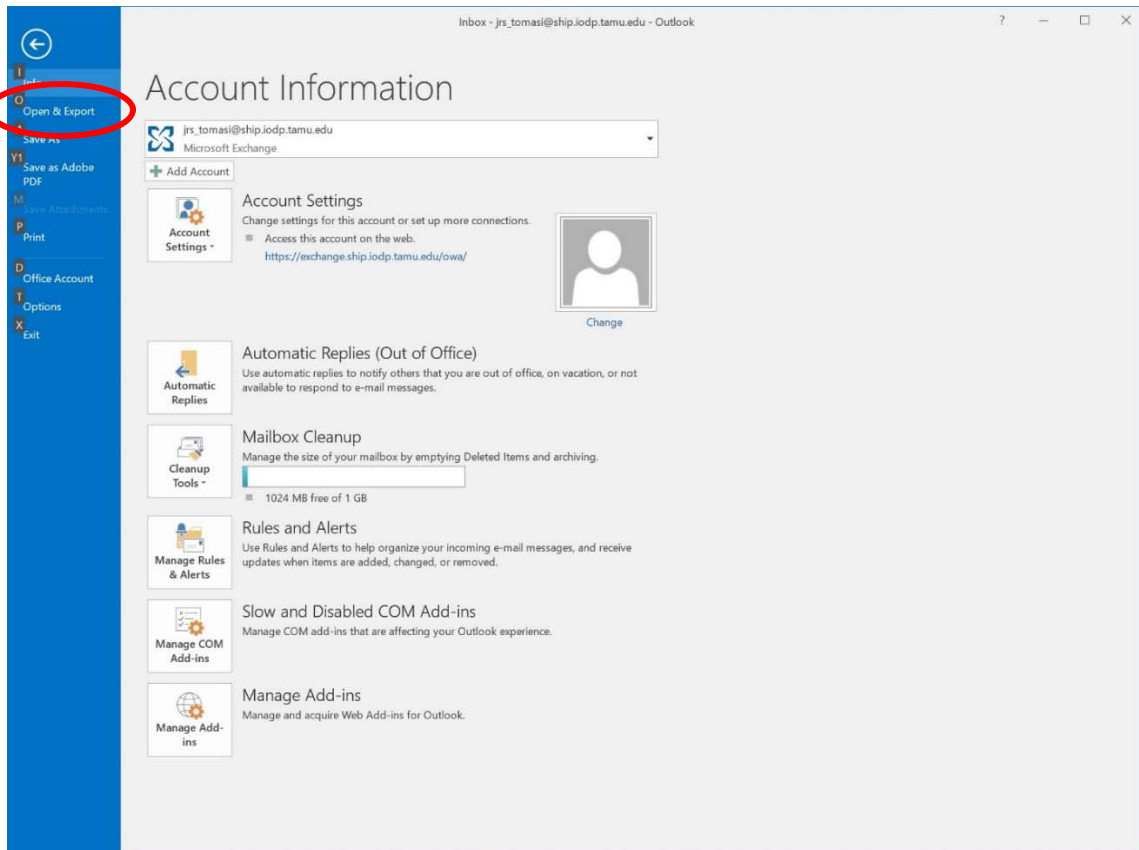 Inbox - jrs_tomasi@ship.iodp.tamu.edu - Outlook
?
I
Info
O
Open & Export
Save As
Y1
Save as Adobe
PDF
M
Save Attachments
P
Print
D
Office Account
T
Options
X
Exit
Account Information
jrs_tomasi@ship.iodp.tamu.edu
Microsoft Exchange
Add Account
Account
Settings
Account Settings
Change settings for this account or set up more connections.
Access this account on the web.
https://exchange.ship.iodp.tamu.edu/owa/
Change
Automatic
Replies
Automatic Replies (Out of Office)
Use automatic replies to notify others that you are out of office, on vacation, or not
available to respond to e-mail messages.
Cleanup
Tools
Mailbox Cleanup
Manage the size of your mailbox by emptying Deleted Items and archiving.
1024 MB free of 1 GB
Manage Rules
& Alerts
Rules and Alerts
Use Rules and Alerts to help organize your incoming e-mail messages, and receive
updates when items are added, changed, or removed.
Manage COM
Add-ins
Slow and Disabled COM Add-ins
Manage COM add-ins that are affecting your Outlook experience.
Manage Add-
ins
Manage Add-ins
Manage and acquire Web Add-ins for Outlook.